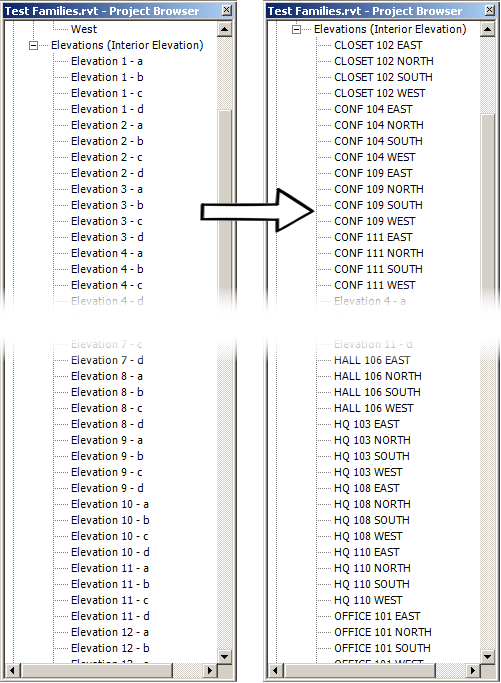 Test Families.rvt - Project Browser
West
Elevations (Interior Elevation)
Elevation 1 - a
Elevation 1 - b
Elevation 1 - c
Elevation 1 - d
Elevation 2 - a
Elevation 2 - b
Elevation 2 - c
Elevation 2 - d
Elevation 3 - a
Elevation 3 - b
Elevation 3 - c
Elevation 3 - d
Elevation 4 - a
Elevation 4 - b
Elevation 4 - c
Elevation 4 - d
Elevation 7 - c
Elevation 7 - d
Elevation 8 - a
Elevation 8 - b
Elevation 8 - c
Elevation 8 - d
Elevation 9 - a
Elevation 9 - b
Elevation 9 - c
Elevation 9 - d
Elevation 10 - a
Elevation 10 - b
Elevation 10 - c
Elevation 10 - d
Elevation 11 - a
Elevation 11 - b
Elevation 11 - c
Elevation 11 - d
Elevation 12 - a
Elevation 12 - b
Elevation 12 - c
Test Families.rvt - Project Browser
Elevations (Interior Elevation)
CLOSET 102 EAST
CLOSET 102 NORTH
CLOSET 102 SOUTH
CLOSET 102 WEST
CONF 104 EAST
CONF 104 NORTH
CONF 104 SOUTH
CONF 104 WEST
CONF 109 EAST
CONF 109 NORTH
CONF 109 SOUTH
CONF 109 WEST
CONF 111 EAST
CONF 111 NORTH
CONF 111 SOUTH
CONF 111 WEST
Elevation 4 - a
Elevation 11 - d
HALL 106 EAST
HALL 106 NORTH
HALL 106 SOUTH
HALL 106 WEST
HQ 103 EAST
HQ 103 NORTH
HQ 103 SOUTH
HQ 103 WEST
HQ 108 EAST
HQ 108 NORTH
HQ 108 SOUTH
HQ 108 WEST
HQ 110 EAST
HQ 110 NORTH
HQ 110 SOUTH
HQ 110 WEST
OFFICE 101 EAST
OFFICE 101 NORTH
OFFICE 101 SOUTH
OFFICE 101 WEST